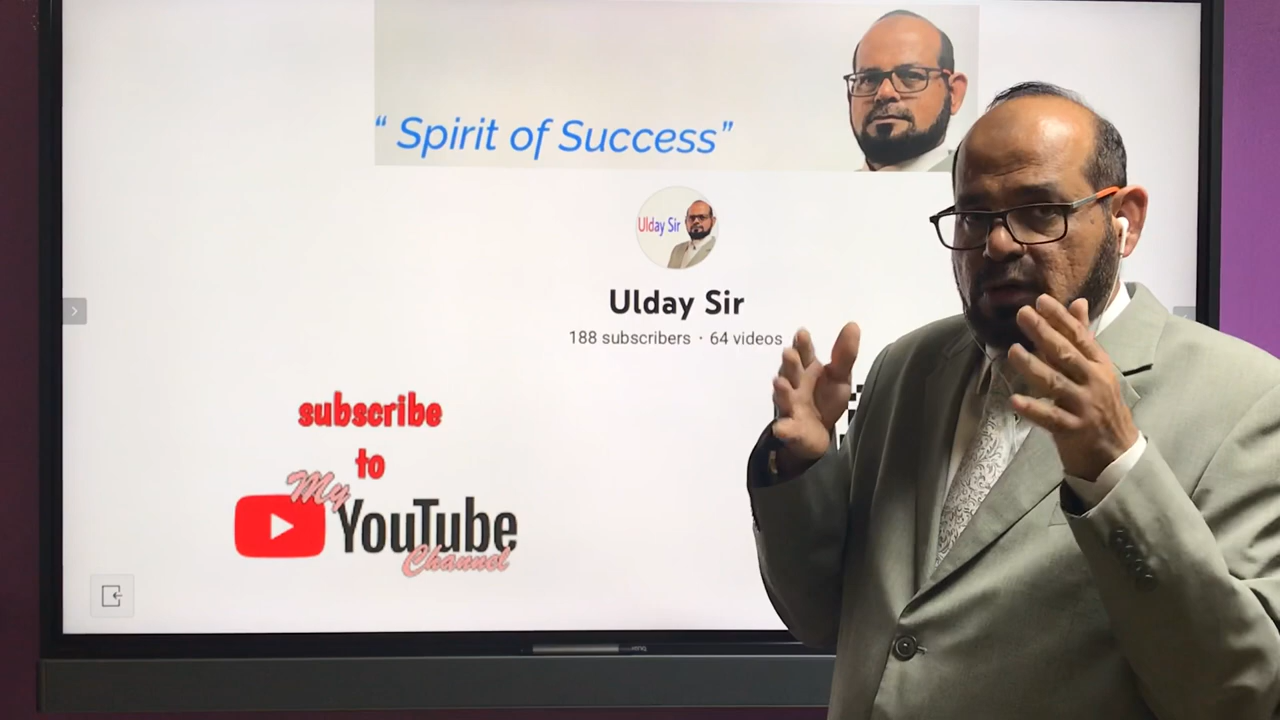 “ Spirit of Success”
Ulday Sir
Ulday Sir
188 subscribers · 64 videos
subscribe
to
My
YouTube
Channel